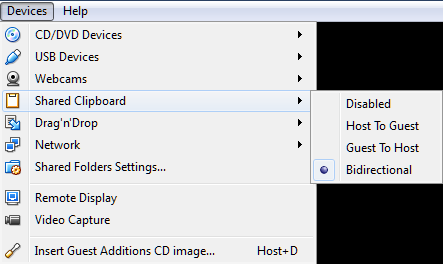 Devices Help
CD/DVD Devices
USB Devices
Webcams
Shared Clipboard
Disabled
Drag'n'Drop
Host To Guest
Network
Guest To Host
Shared Folders Settings...
Bidirectional
Remote Display
Video Capture
Insert Guest Additions CD image... Host+D